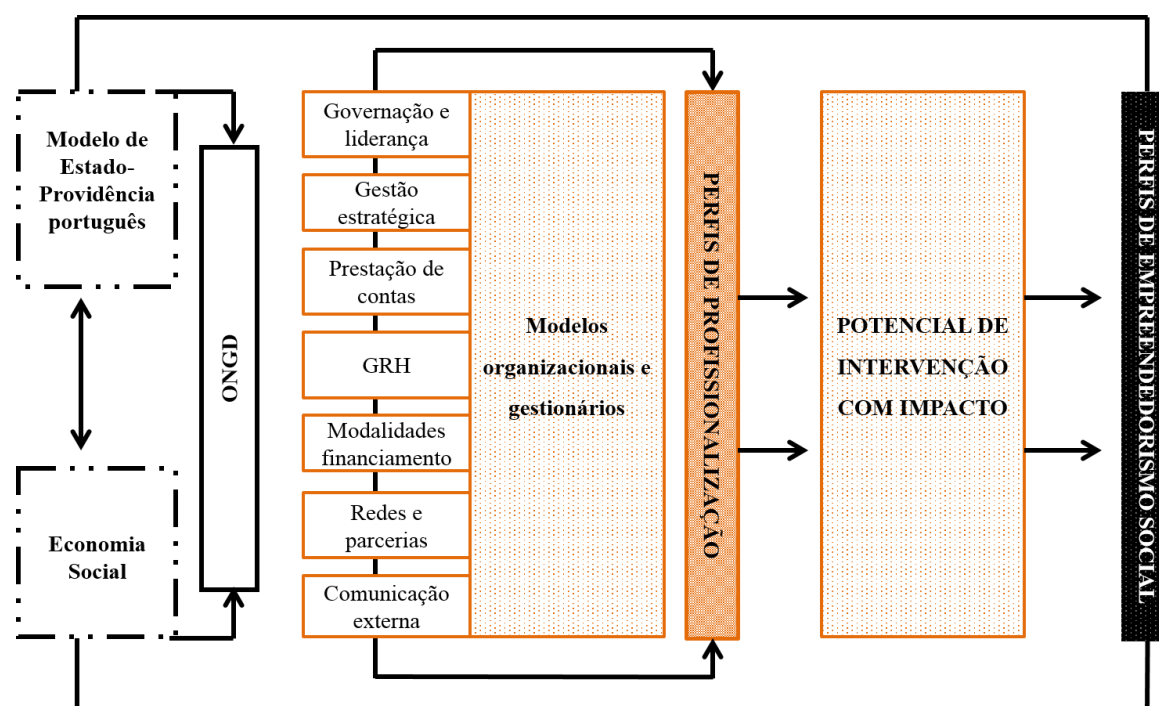 Modelo de
Estado-
Providência
português
Economia
Social
ONGD
Governação e
liderança
Gestão
estratégica
Prestação de
contas
GRH
Modalidades
financiamento
Redes e
parcerias
Comunicação
externa
Modelos
organizacionais e
gestionários
PERFIS DE PROFISSIONALIZAÇÃO
POTENCIAL DE
INTERVENÇÃO
COM IMPACTO
PERFIS DE EMPREENDEDORISMO SOCIAL